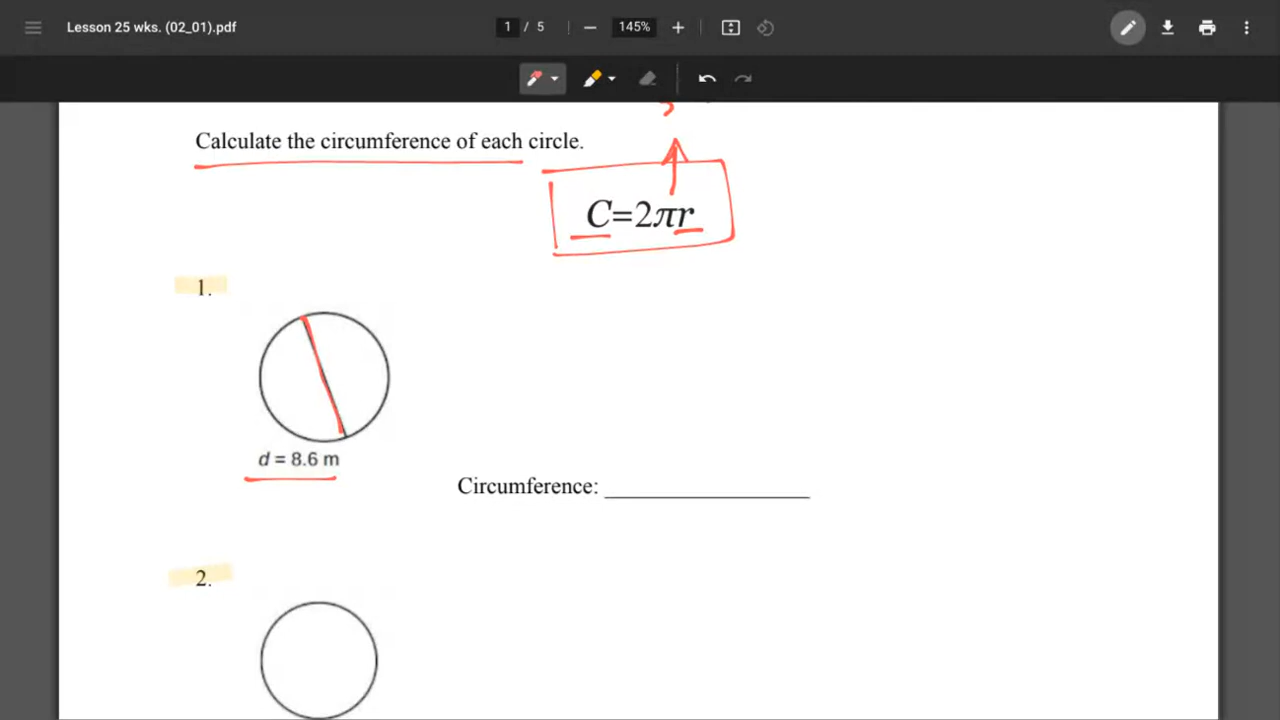 Lesson 25 wks. (02_01).pdf
1 / 5
145%
Calculate the circumference of each circle.
C=2πr
1.
d = 8.6 m
Circumference: ____________________
2.